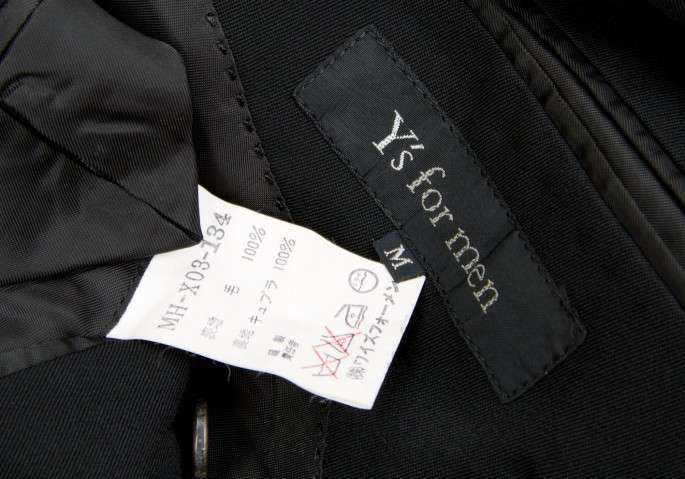 Y's for men
M
MH-X03-134
表地 毛 100%
裏地 キュプラ 100%
㈱ワイズフォーメン